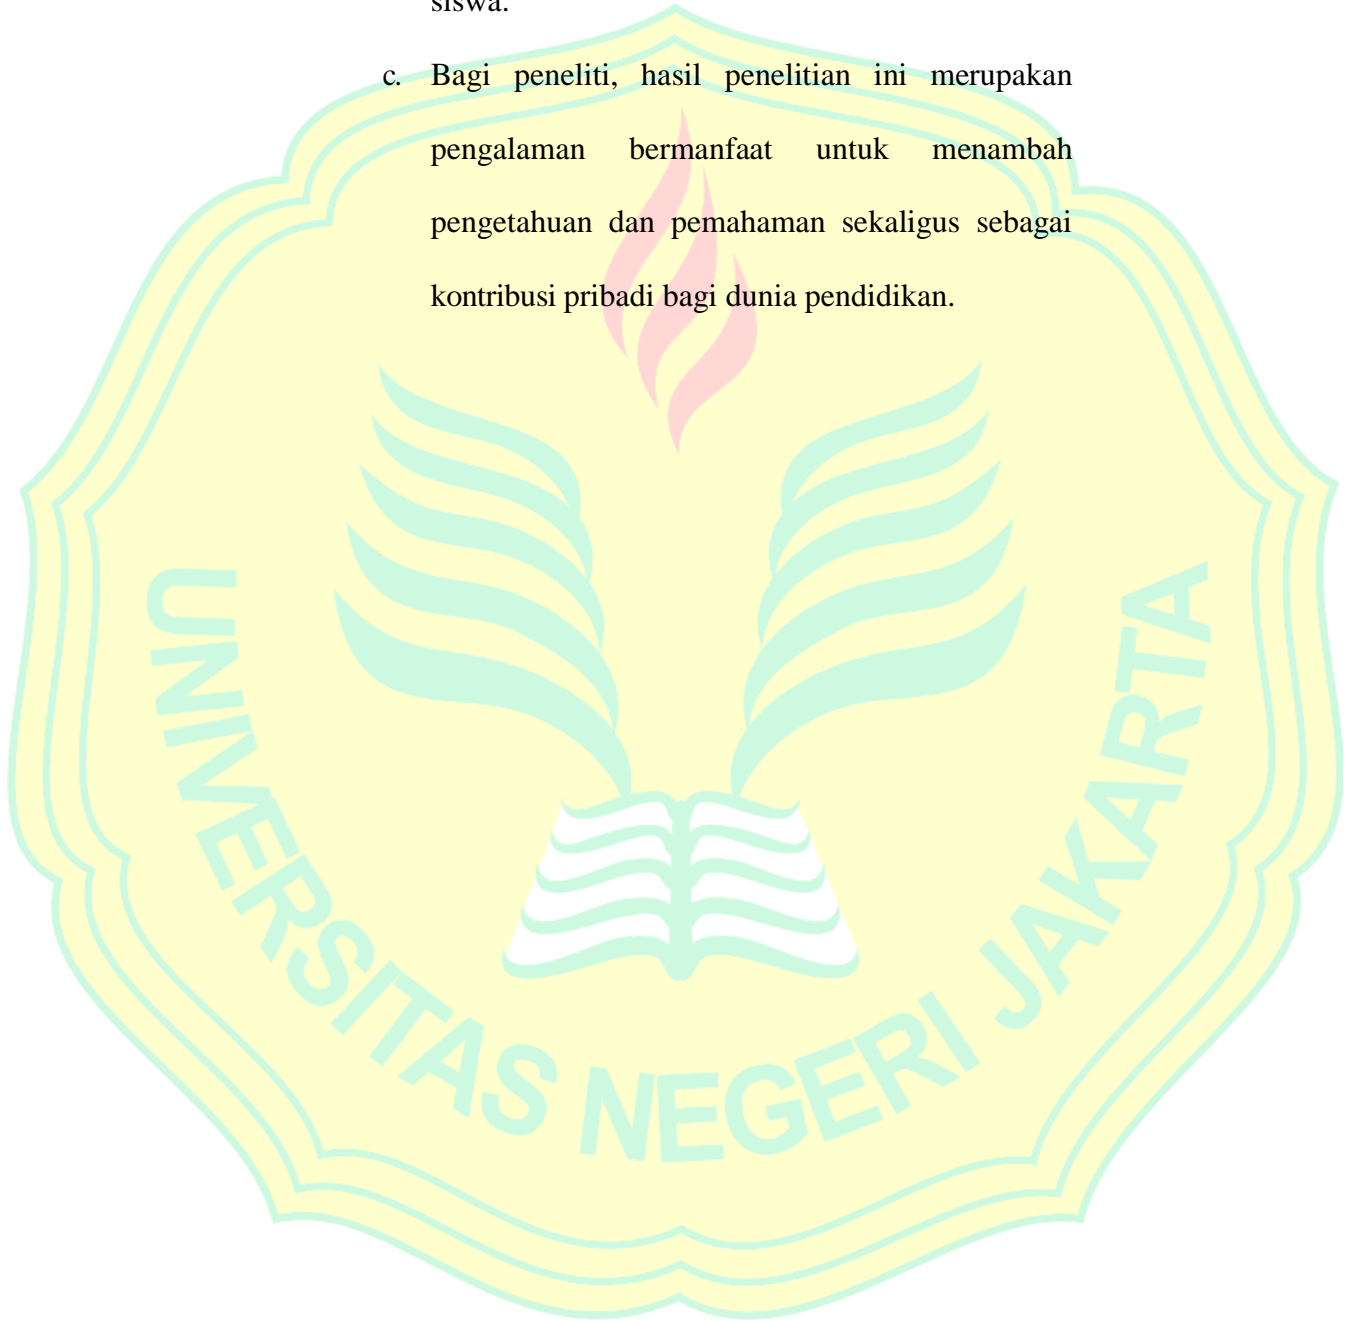 siswa.
c. Bagi peneliti, hasil penelitian ini merupakan
pengalaman bermanfaat untuk menambah
pengetahuan dan pemahaman sekaligus sebagai
kontribusi pribadi bagi dunia pendidikan.
UNIVERSITAS NEGERI JAKARTA